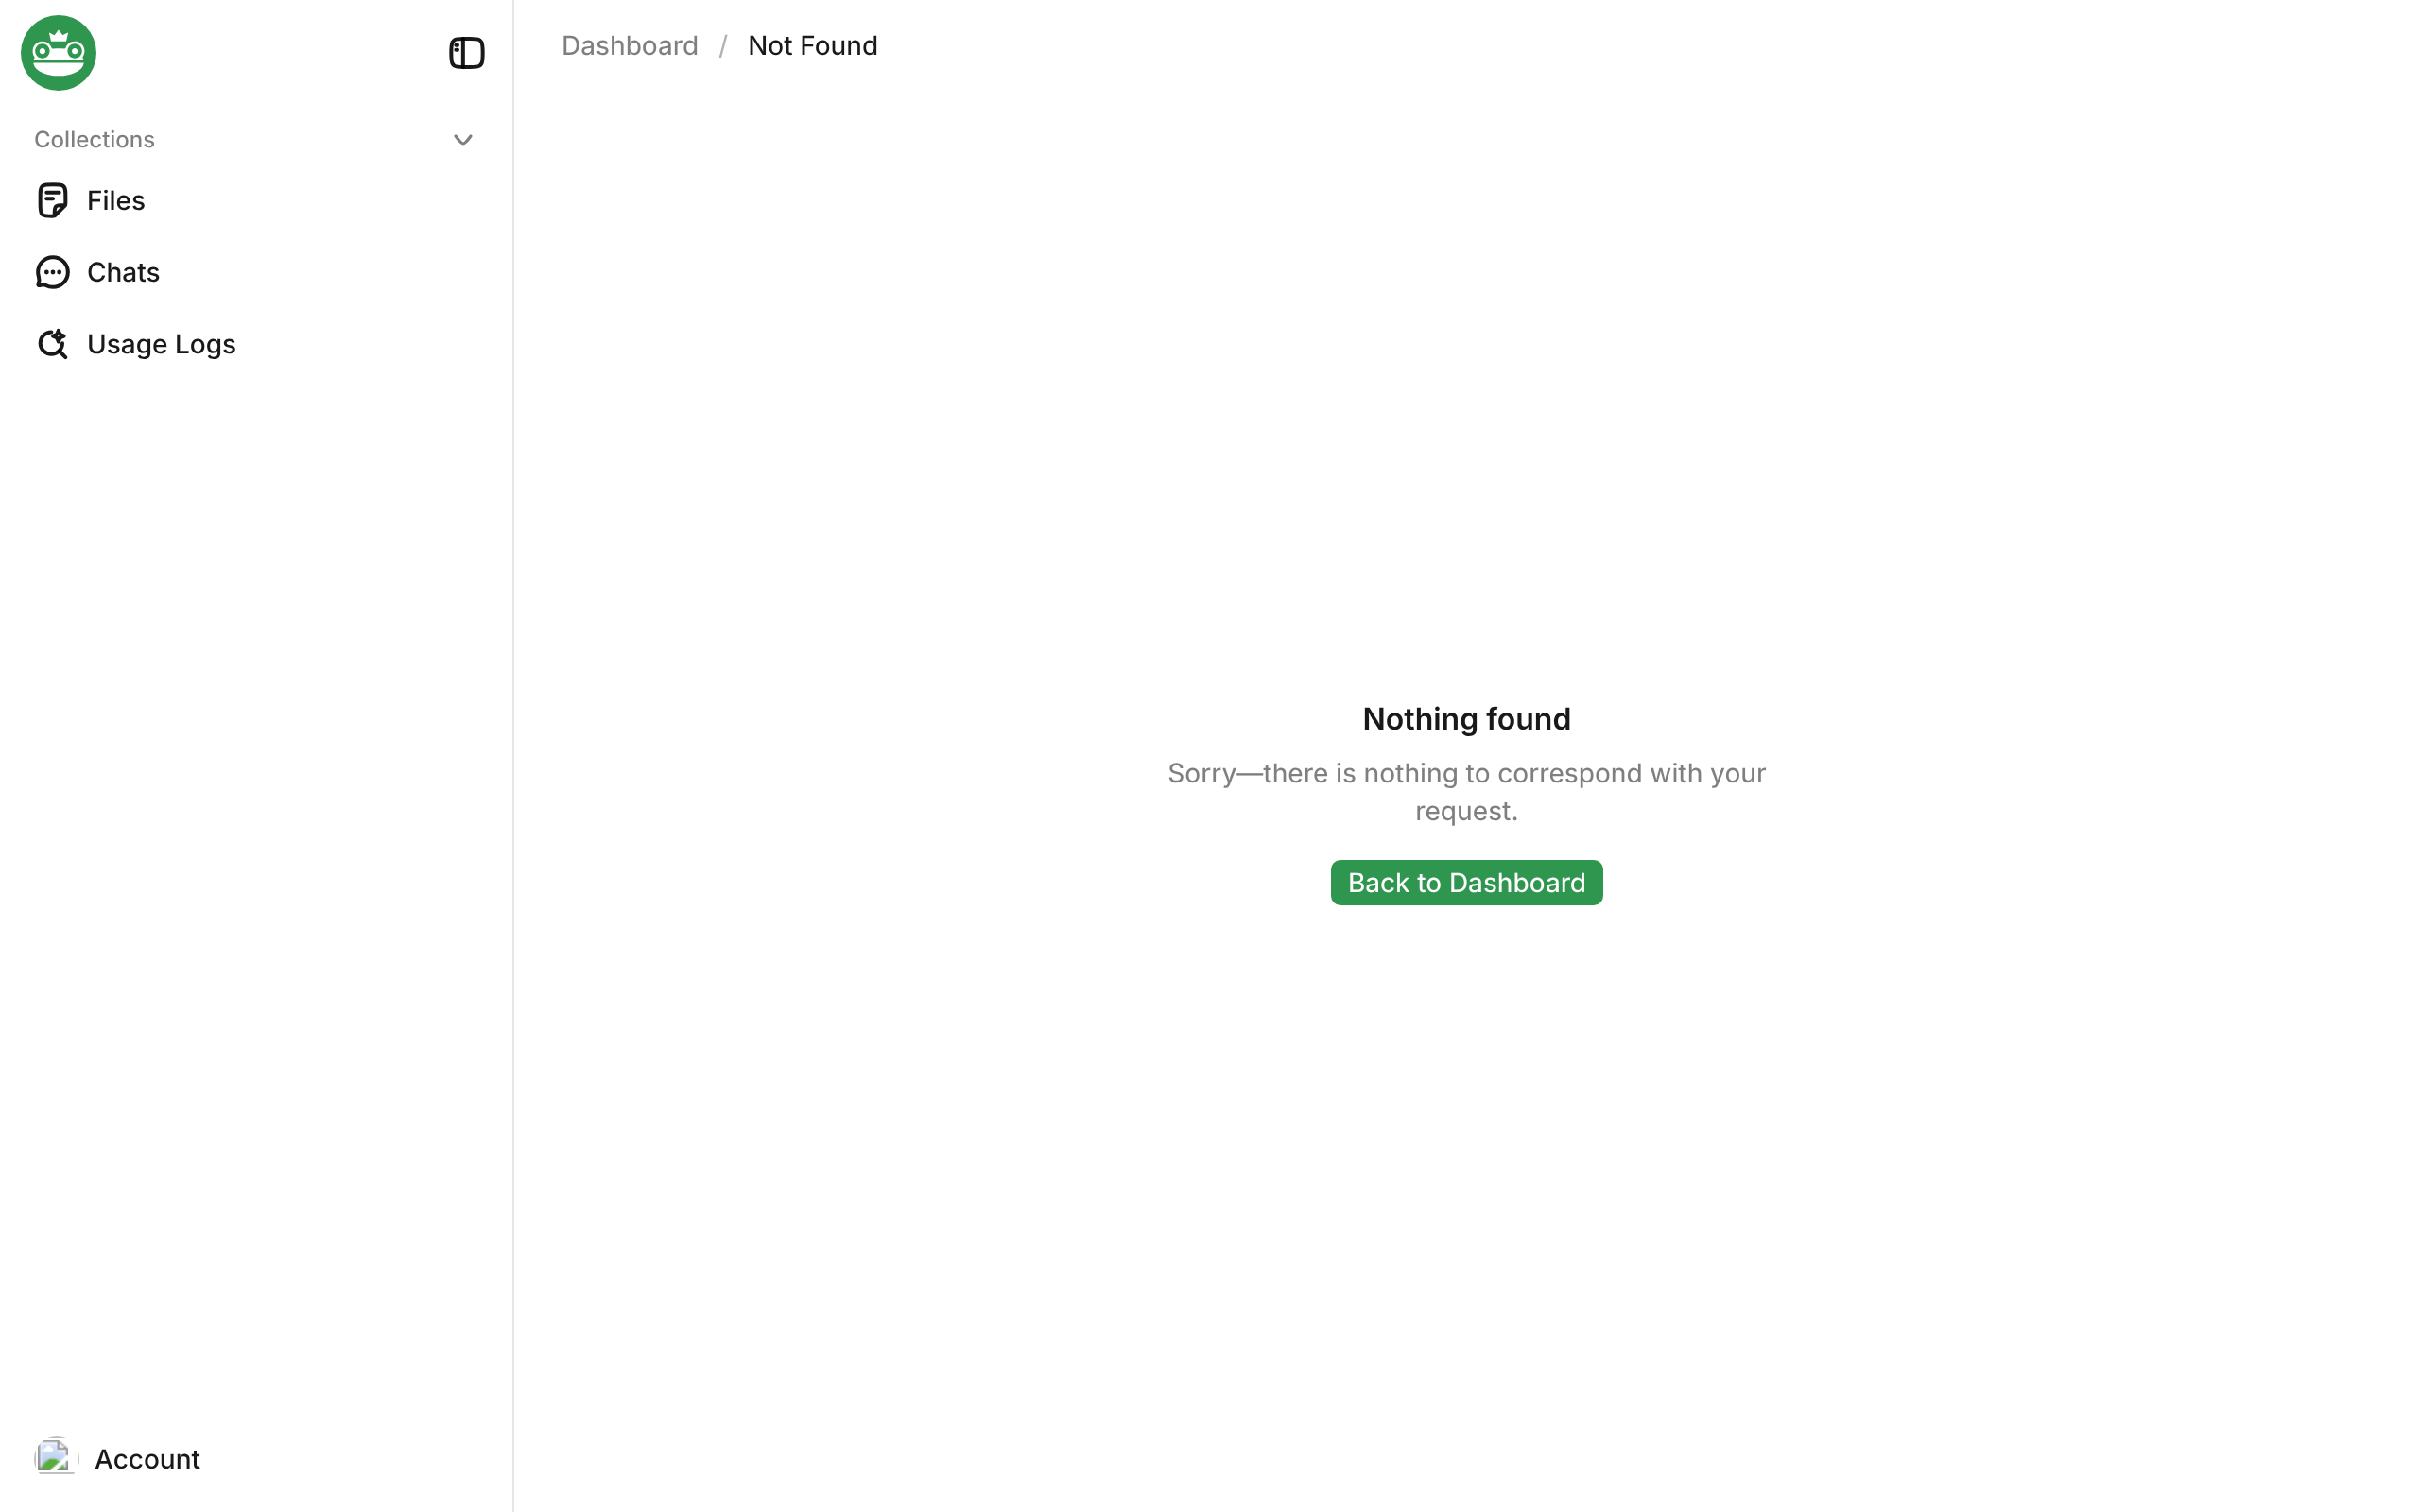 Dashboard / Not Found
Collections
Files
Chats
Usage Logs
Nothing found
Sorry—there is nothing to correspond with your
request.
Back to Dashboard
Account